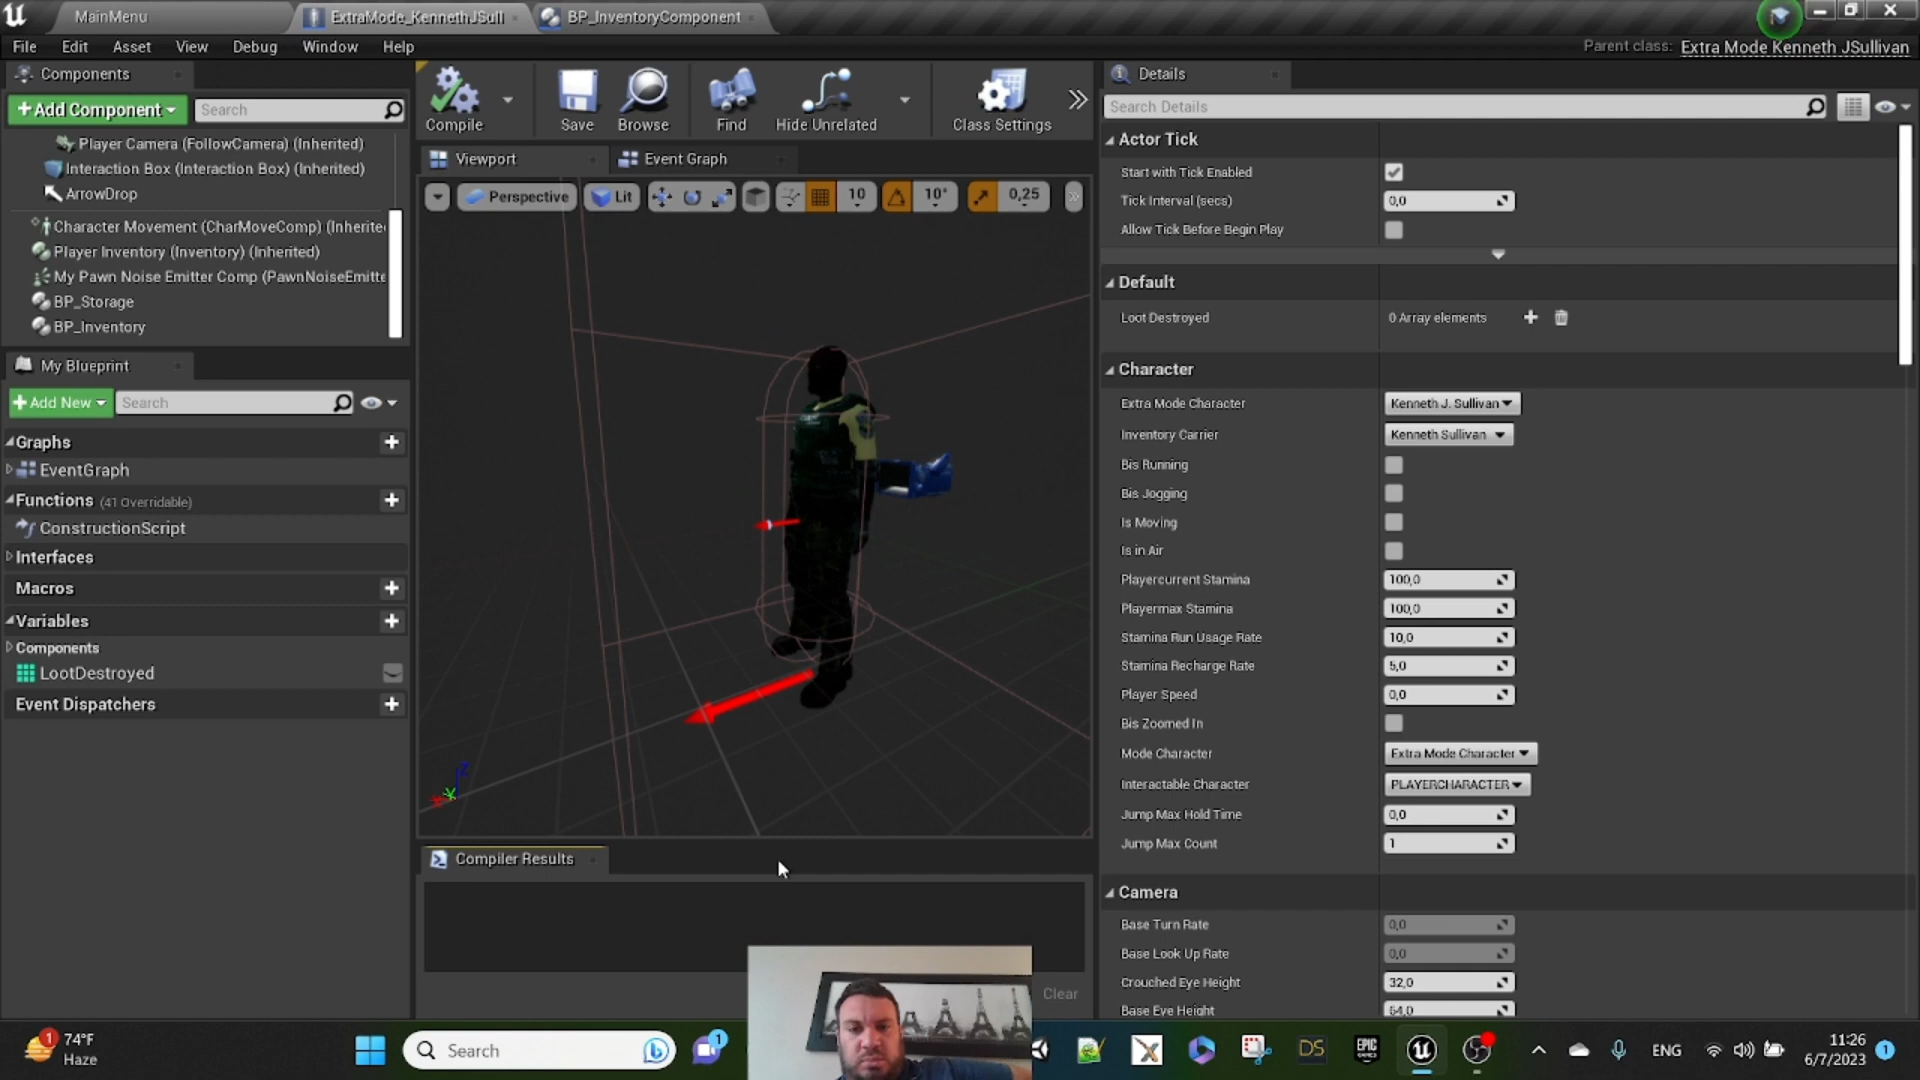 MainMenu
ExtraMode_KennethJSull
BP_InventoryComponent
File Edit Asset View Debug Window Help
Parent class: Extra Mode Kenneth JSullivan
Components
+Add Component
Search
Player Camera (FollowCamera) (Inherited)
Interaction Box (Interaction Box) (Inherited)
ArrowDrop
Character Movement (CharMoveComp) (Inherite
Player Inventory (Inventory) (Inherited)
My Pawn Noise Emitter Comp (PawnNoiseEmitte
BP_Storage
BP_Inventory
My Blueprint
+Add New
Search
Graphs
EventGraph
Functions (41 Overridable)
ConstructionScript
Interfaces
Macros
Variables
Components
LootDestroyed
Event Dispatchers
Compile Save Browse Find Hide Unrelated Class Settings
Viewport
Event Graph
Perspective Lit 10 10° 0,25
Z
X Y
Compiler Results
Clear
Details
Search Details
Actor Tick
Start with Tick Enabled
Tick Interval (secs) 0,0
Allow Tick Before Begin Play
Default
Loot Destroyed 0 Array elements
Character
Extra Mode Character Kenneth J. Sullivan
Inventory Carrier Kenneth Sullivan
Bis Running
Bis Jogging
Is Moving
Is in Air
Playercurrent Stamina 100,0
Playermax Stamina 100,0
Stamina Run Usage Rate 10,0
Stamina Recharge Rate 5,0
Player Speed 0,0
Bis Zoomed In
Mode Character Extra Mode Character
Interactable Character PLAYERCHARACTER
Jump Max Hold Time 0,0
Jump Max Count 1
Camera
Base Turn Rate 0,0
Base Look Up Rate 0,0
Crouched Eye Height 32,0
Base Eye Height 64,0
1
74°F
Haze
Search
1
DS
EPIC GAMES
ENG
11:26
6/7/2023
1